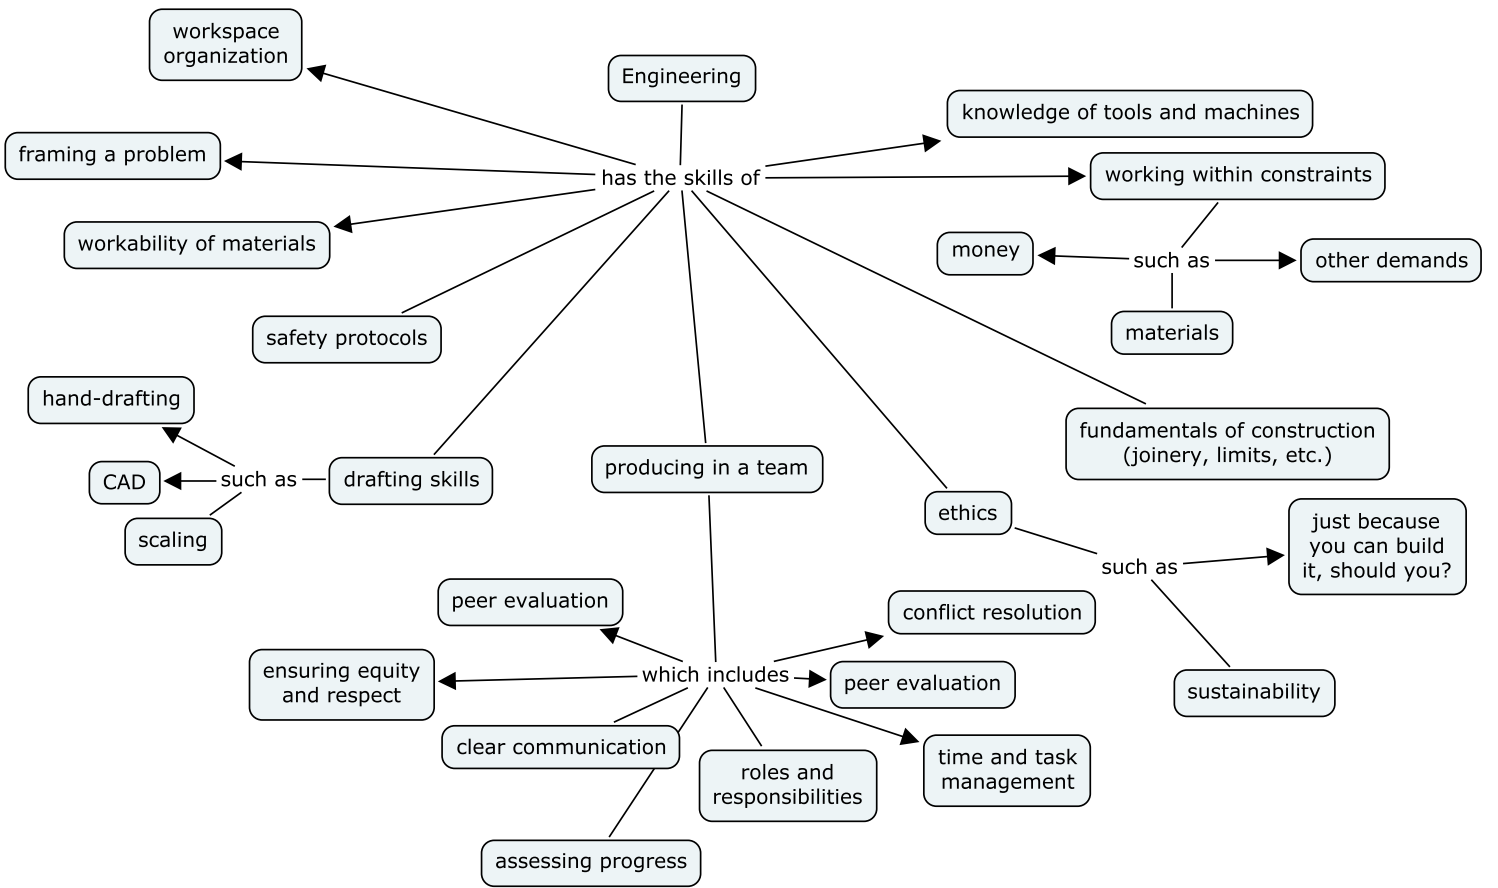 workspace
organization
Engineering
knowledge of tools and machines
framing a problem
has the skills of
working within constraints
workability of materials
money
such as
other demands
safety protocols
materials
hand-drafting
fundamentals of construction
(joinery, limits, etc.)
CAD
such as
drafting skills
producing in a team
scaling
ethics
just because
you can build
it, should you?
such as
peer evaluation
conflict resolution
ensuring equity
and respect
which includes
peer evaluation
sustainability
clear communication
roles and
responsibilities
time and task
management
assessing progress